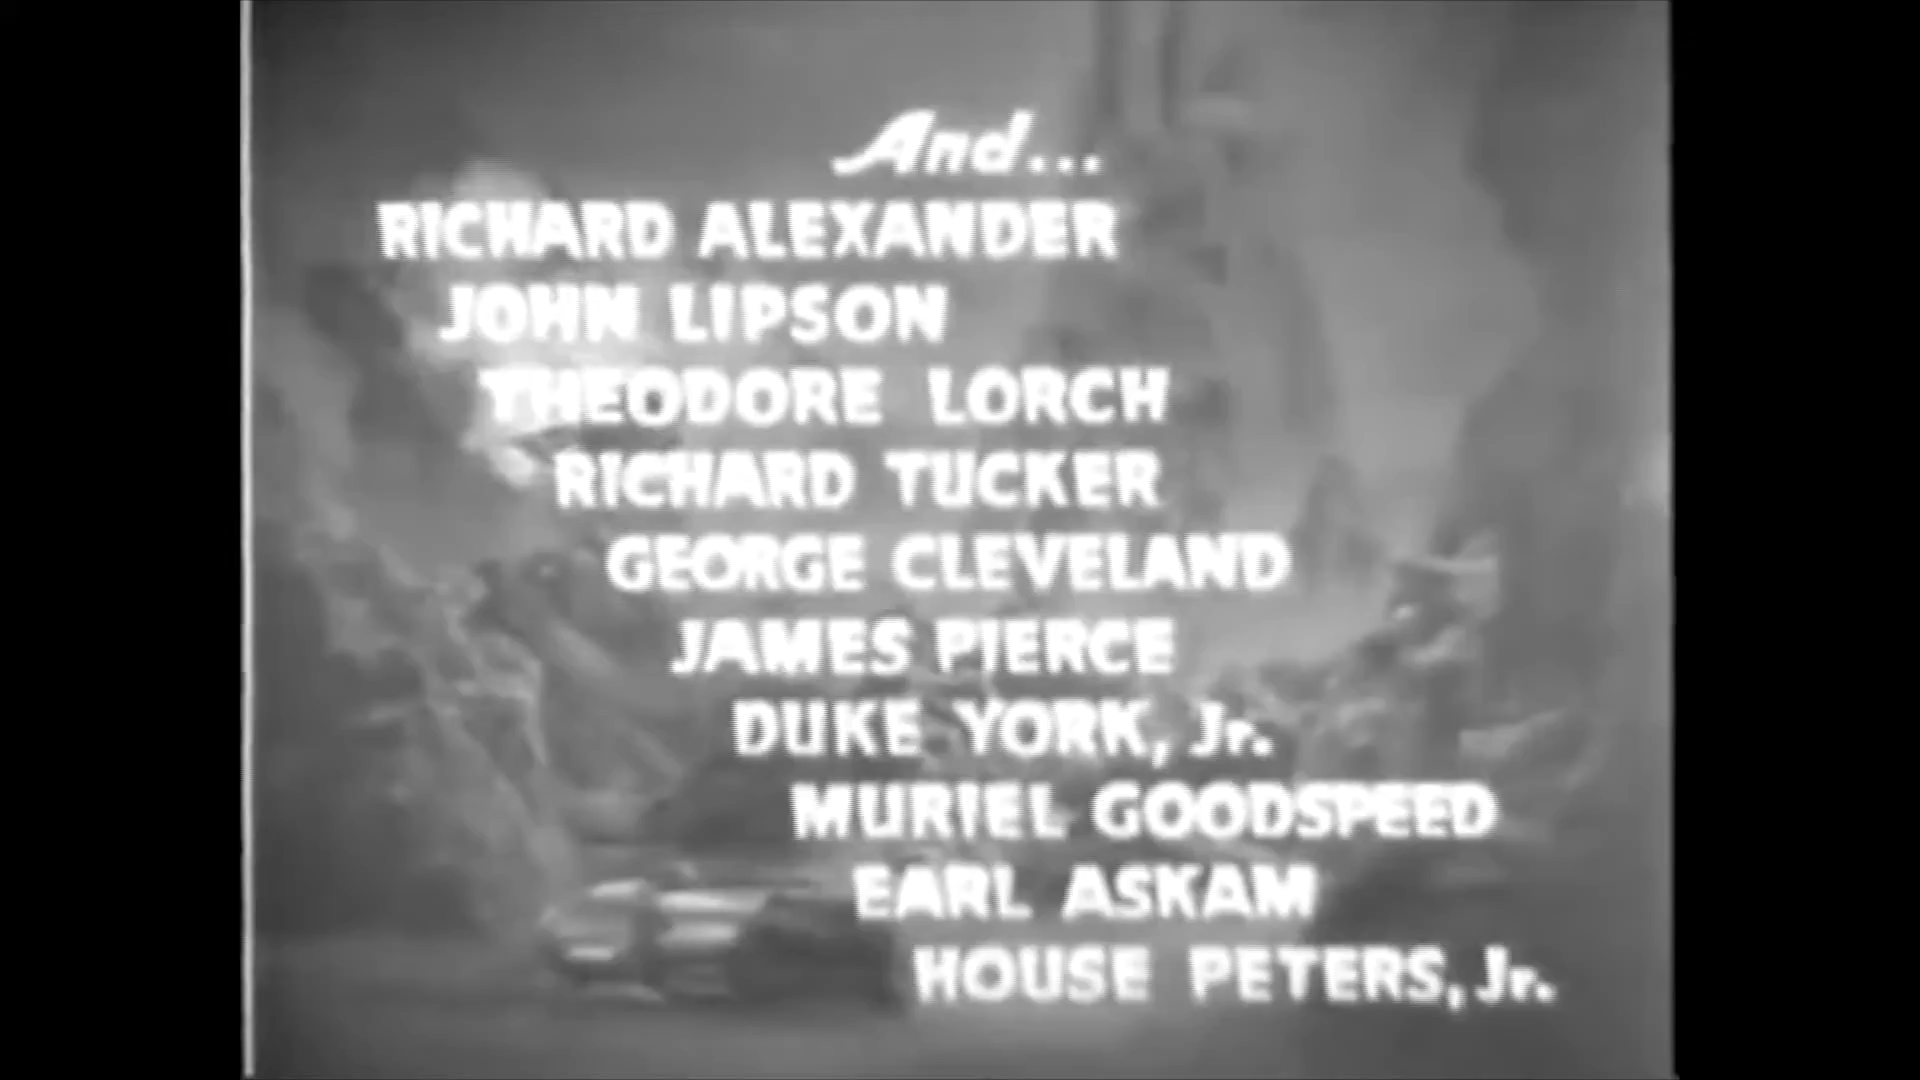 And...
RICHARD ALEXANDER
JOHN LIPSON
THEODORE LORCH
RICHARD TUCKER
GEORGE CLEVELAND
JAMES PIERCE
DUKE YORK, Jr.
MURIEL GOODSPEED
EARL ASKAM
HOUSE PETERS, Jr.